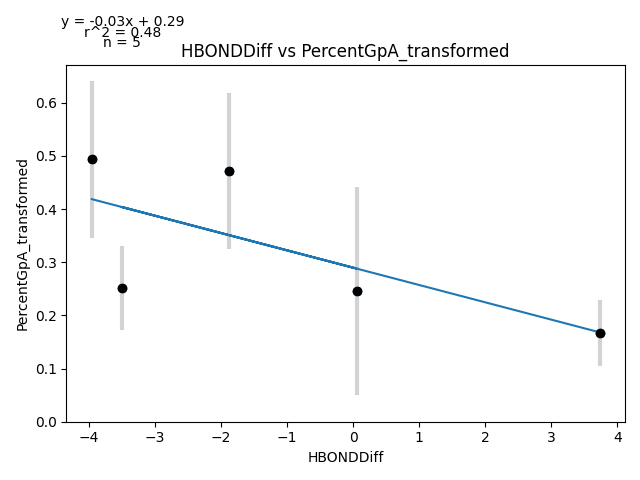 y = -0.03x + 0.29
r^2 = 0.48
n = 5
HBONDDiff vs PercentGpA_transformed
PercentGpA_transformed
0.6
0.5
0.4
0.3
0.2
0.1
0.0
−4 −3 −2 −1 0 1 2 3 4
HBONDDiff